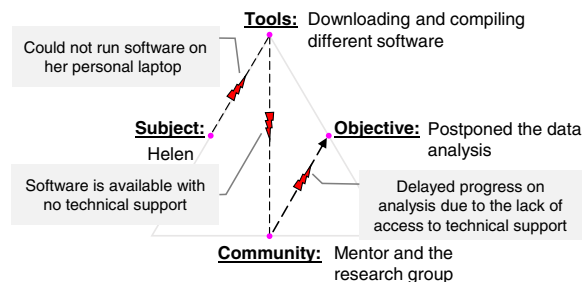 Tools: Downloading and compiling
different software
Could not run software on
her personal laptop
Subject:
Helen
Objective: Postponed the data
analysis
Software is available with
no technical support
Delayed progress on
analysis due to the lack of
access to technical support
Community: Mentor and the
research group